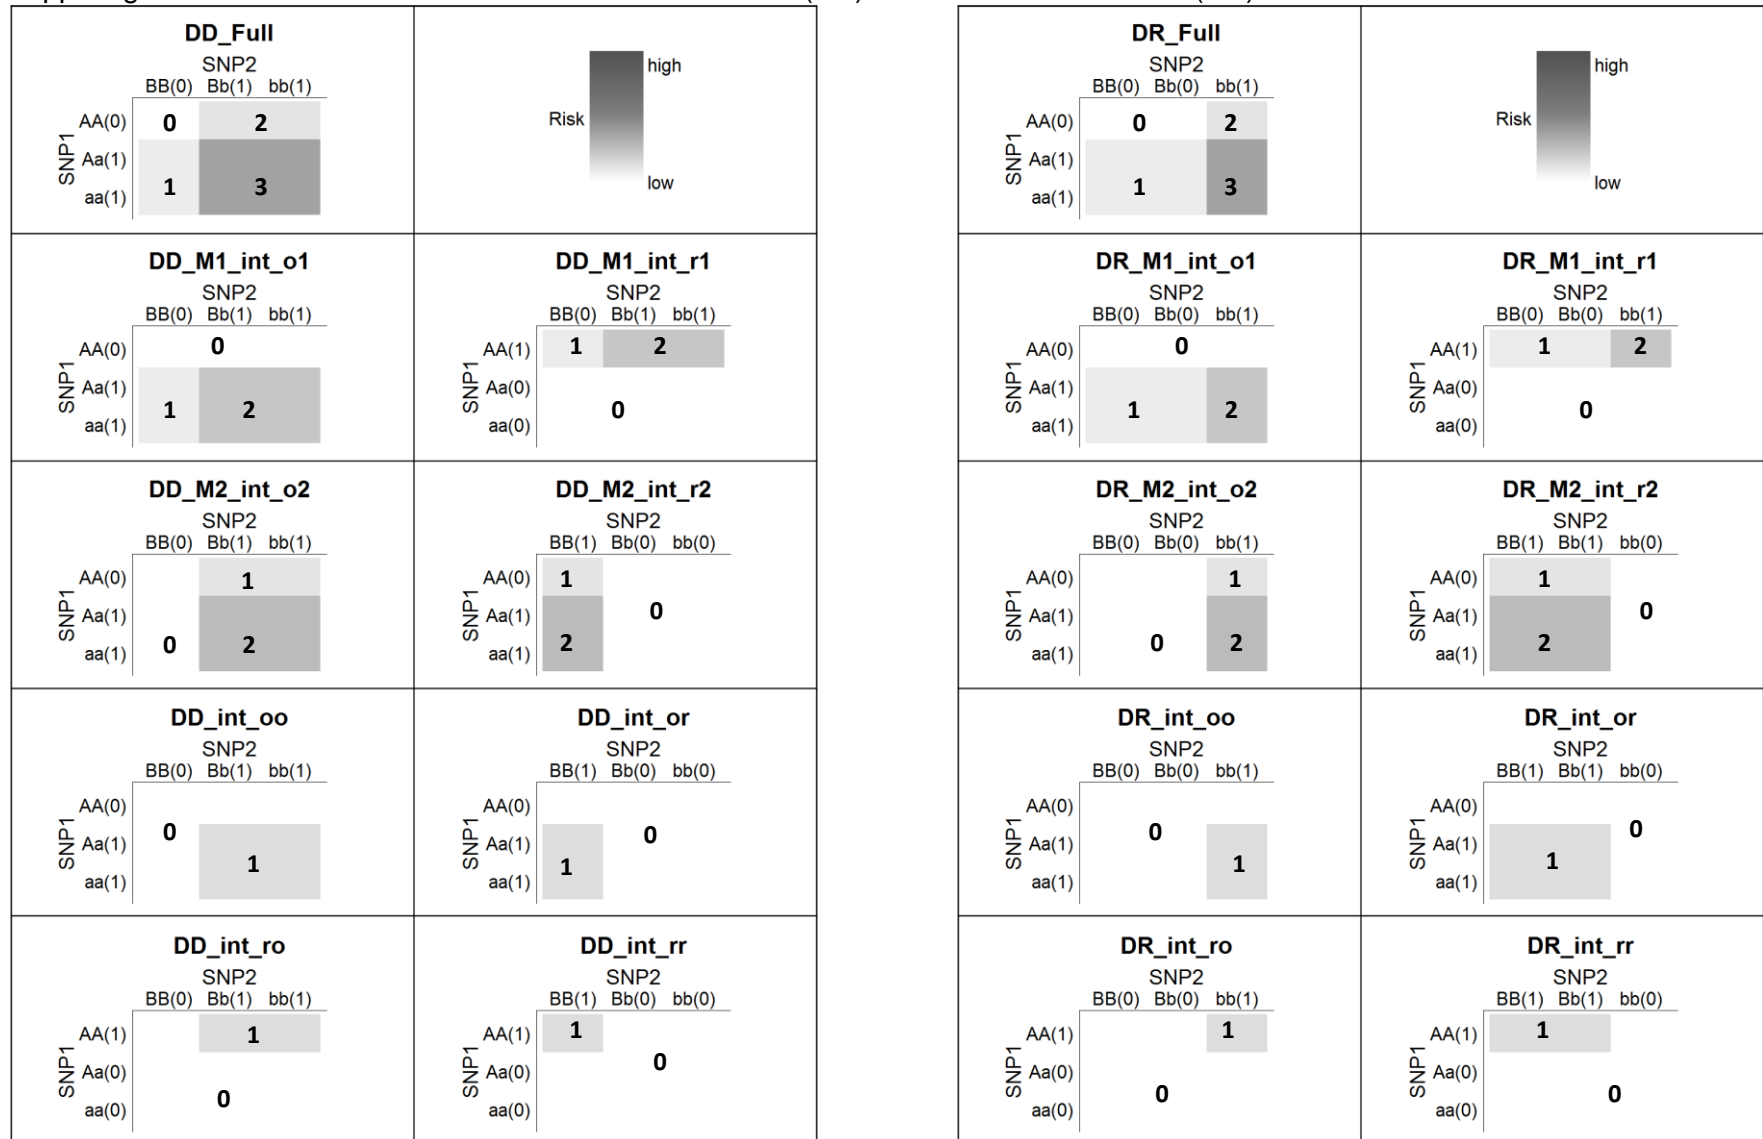 DD_Full
SNP2
BB(0) Bb(1) bb(1)
SNP1
AA(0) 0 2
Aa(1)
aa(1) 1 3
high
Risk
low
DR_Full
SNP2
BB(0) Bb(0) bb(1)
SNP1
AA(0) 0 2
Aa(1)
aa(1) 1 3
high
Risk
low
DD_M1_int_o1
SNP2
BB(0) Bb(1) bb(1)
SNP1
AA(0) 0
Aa(1)
aa(1) 1 2
DD_M1_int_r1
SNP2
BB(0) Bb(1) bb(1)
SNP1
AA(1) 1 2
Aa(0)
aa(0) 0
DR_M1_int_o1
SNP2
BB(0) Bb(0) bb(1)
SNP1
AA(0) 0
Aa(1)
aa(1) 1 2
DR_M1_int_r1
SNP2
BB(0) Bb(0) bb(1)
SNP1
AA(1) 1 2
Aa(0)
aa(0) 0
DD_M2_int_o2
SNP2
BB(0) Bb(1) bb(1)
SNP1
AA(0) 1
Aa(1)
aa(1) 0 2
DD_M2_int_r2
SNP2
BB(1) Bb(0) bb(0)
SNP1
AA(0) 1
Aa(1) 0
aa(1) 2
DR_M2_int_o2
SNP2
BB(0) Bb(0) bb(1)
SNP1
AA(0) 1
Aa(1)
aa(1) 0 2
DR_M2_int_r2
SNP2
BB(1) Bb(1) bb(0)
SNP1
AA(0) 1
Aa(1) 0
aa(1) 2
DD_int_oo
SNP2
BB(0) Bb(1) bb(1)
SNP1
AA(0)
Aa(1) 0
aa(1) 1
DD_int_or
SNP2
BB(1) Bb(0) bb(0)
SNP1
AA(0)
Aa(1) 0
aa(1) 1
DR_int_oo
SNP2
BB(0) Bb(0) bb(1)
SNP1
AA(0)
Aa(1) 0
aa(1) 1
DR_int_or
SNP2
BB(1) Bb(1) bb(0)
SNP1
AA(0)
Aa(1) 0
aa(1) 1
DD_int_ro
SNP2
BB(0) Bb(1) bb(1)
SNP1
AA(1) 1
Aa(0)
aa(0) 0
DD_int_rr
SNP2
BB(1) Bb(0) bb(0)
SNP1
AA(1) 1
Aa(0) 0
aa(0)
DR_int_ro
SNP2
BB(0) Bb(0) bb(1)
SNP1
AA(1) 1
Aa(0)
aa(0) 0
DR_int_rr
SNP2
BB(1) Bb(1) bb(0)
SNP1
AA(1) 1
Aa(0)
aa(0) 0